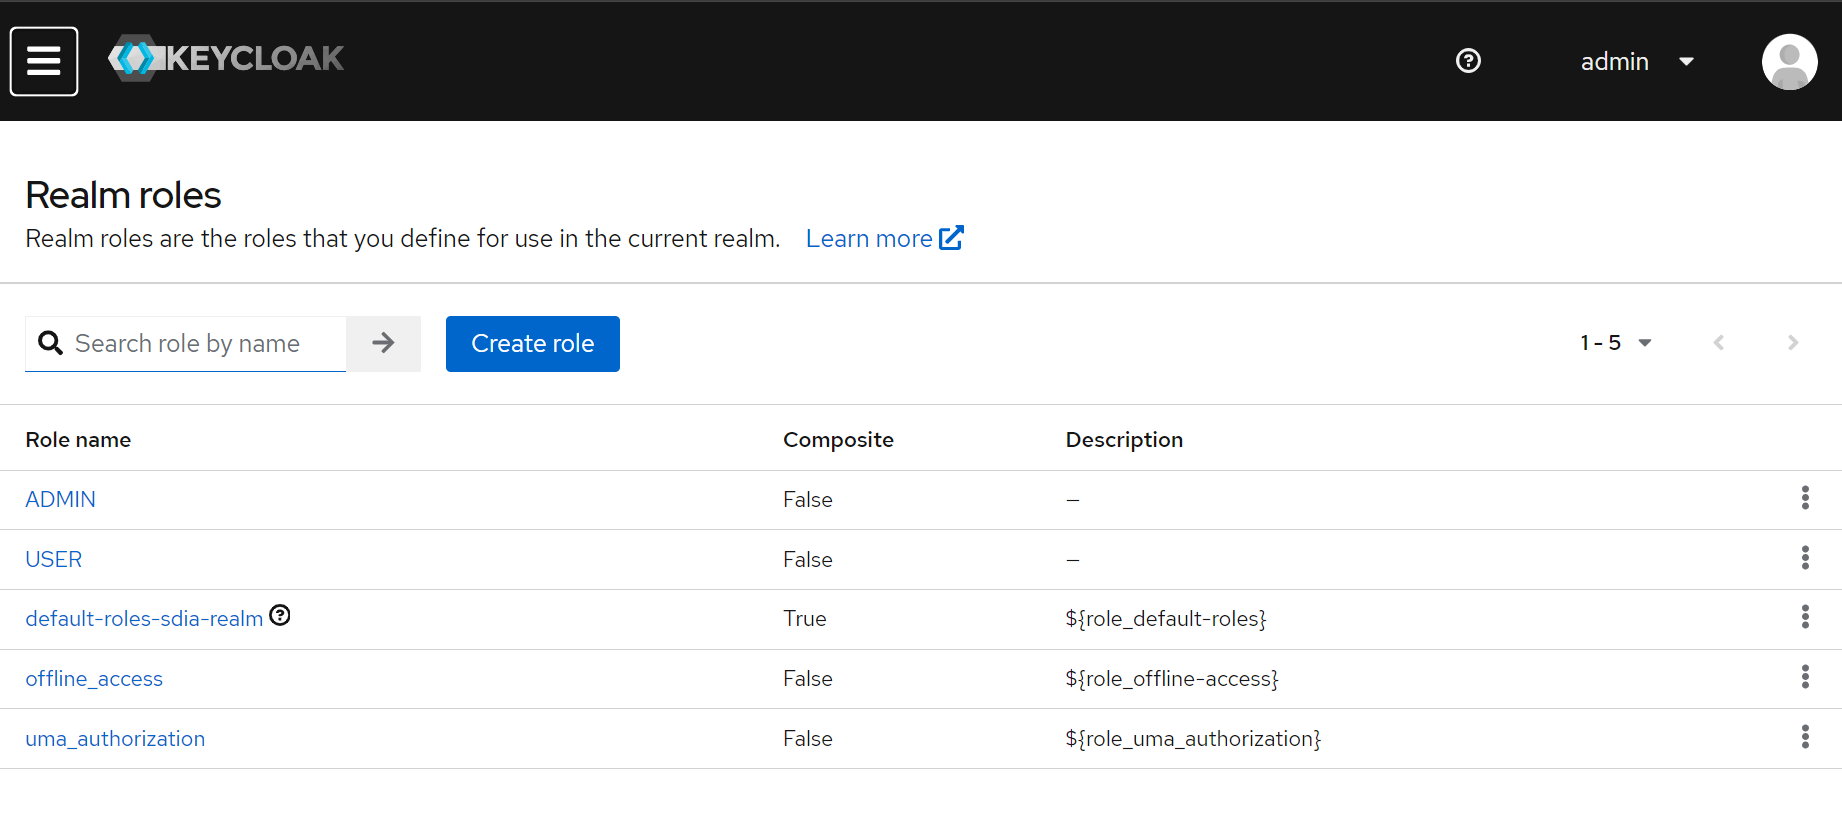 KEYCLOAK
admin
Realm roles
Realm roles are the roles that you define for use in the current realm. Learn more
Search role by name
Create role
1 - 5
Role name Composite Description
ADMIN False –
USER False –
default-roles-sdia-realm True ${role_default-roles}
offline_access False ${role_offline-access}
uma_authorization False ${role_uma_authorization}